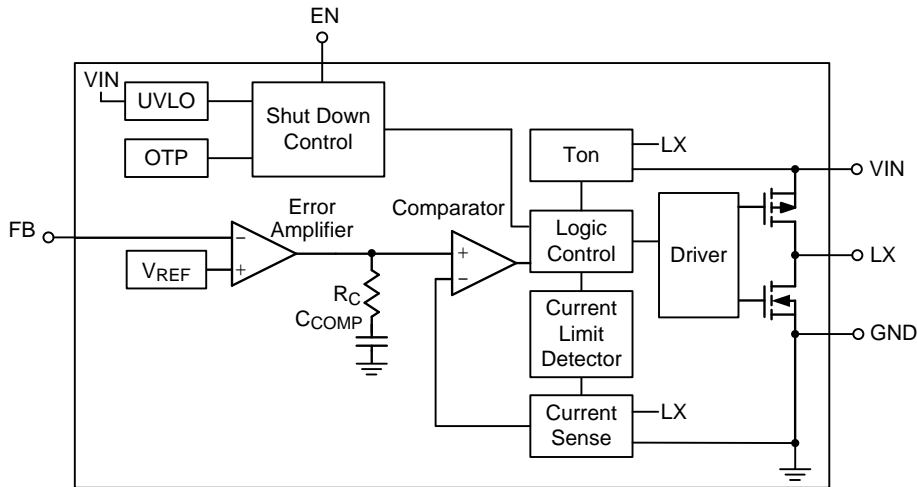 EN
VIN
UVLO
Shut Down
Control
OTP
Ton
LX
VIN
FB
Error
Amplifier
Comparator
Logic
Control
Driver
LX
VREF
−
+
+
−
RC
CCOMP
Current
Limit
Detector
GND
Current
Sense
LX